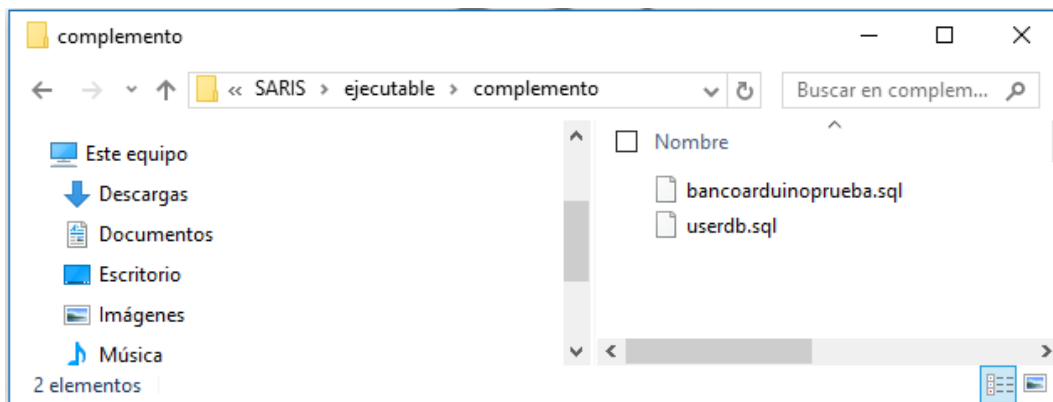 complemento
« SARIS > ejecutable > complemento
Buscar en complem...
Este equipo
Descargas
Documentos
Escritorio
Imágenes
Música
Nombre
bancoarduinoprueba.sql
userdb.sql
2 elementos